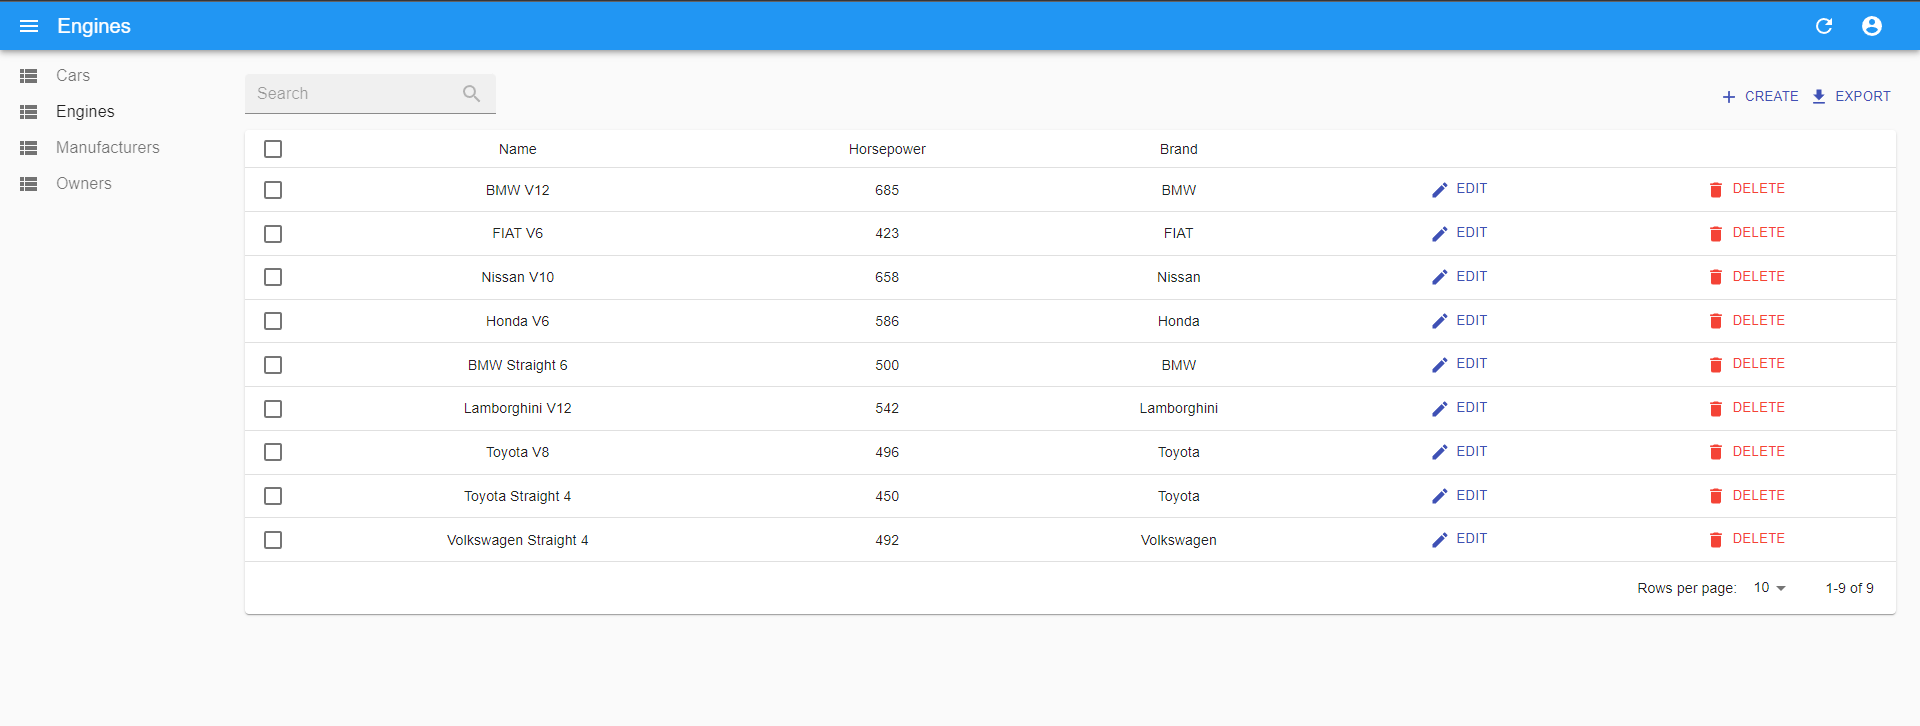 Engines
Cars
Engines
Manufacturers
Owners
Search
CREATE EXPORT
Name Horsepower Brand
BMW V12 685 BMW EDIT DELETE
FIAT V6 423 FIAT EDIT DELETE
Nissan V10 658 Nissan EDIT DELETE
Honda V6 586 Honda EDIT DELETE
BMW Straight 6 500 BMW EDIT DELETE
Lamborghini V12 542 Lamborghini EDIT DELETE
Toyota V8 496 Toyota EDIT DELETE
Toyota Straight 4 450 Toyota EDIT DELETE
Volkswagen Straight 4 492 Volkswagen EDIT DELETE
Rows per page: 10 1-9 of 9